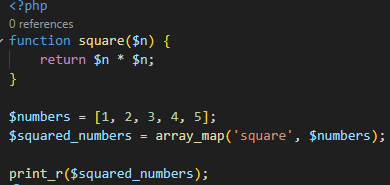 <?php
0 references
function square($n) {
    return $n * $n;
}
$numbers = [1, 2, 3, 4, 5];
$squared_numbers = array_map('square', $numbers);
print_r($squared_numbers);